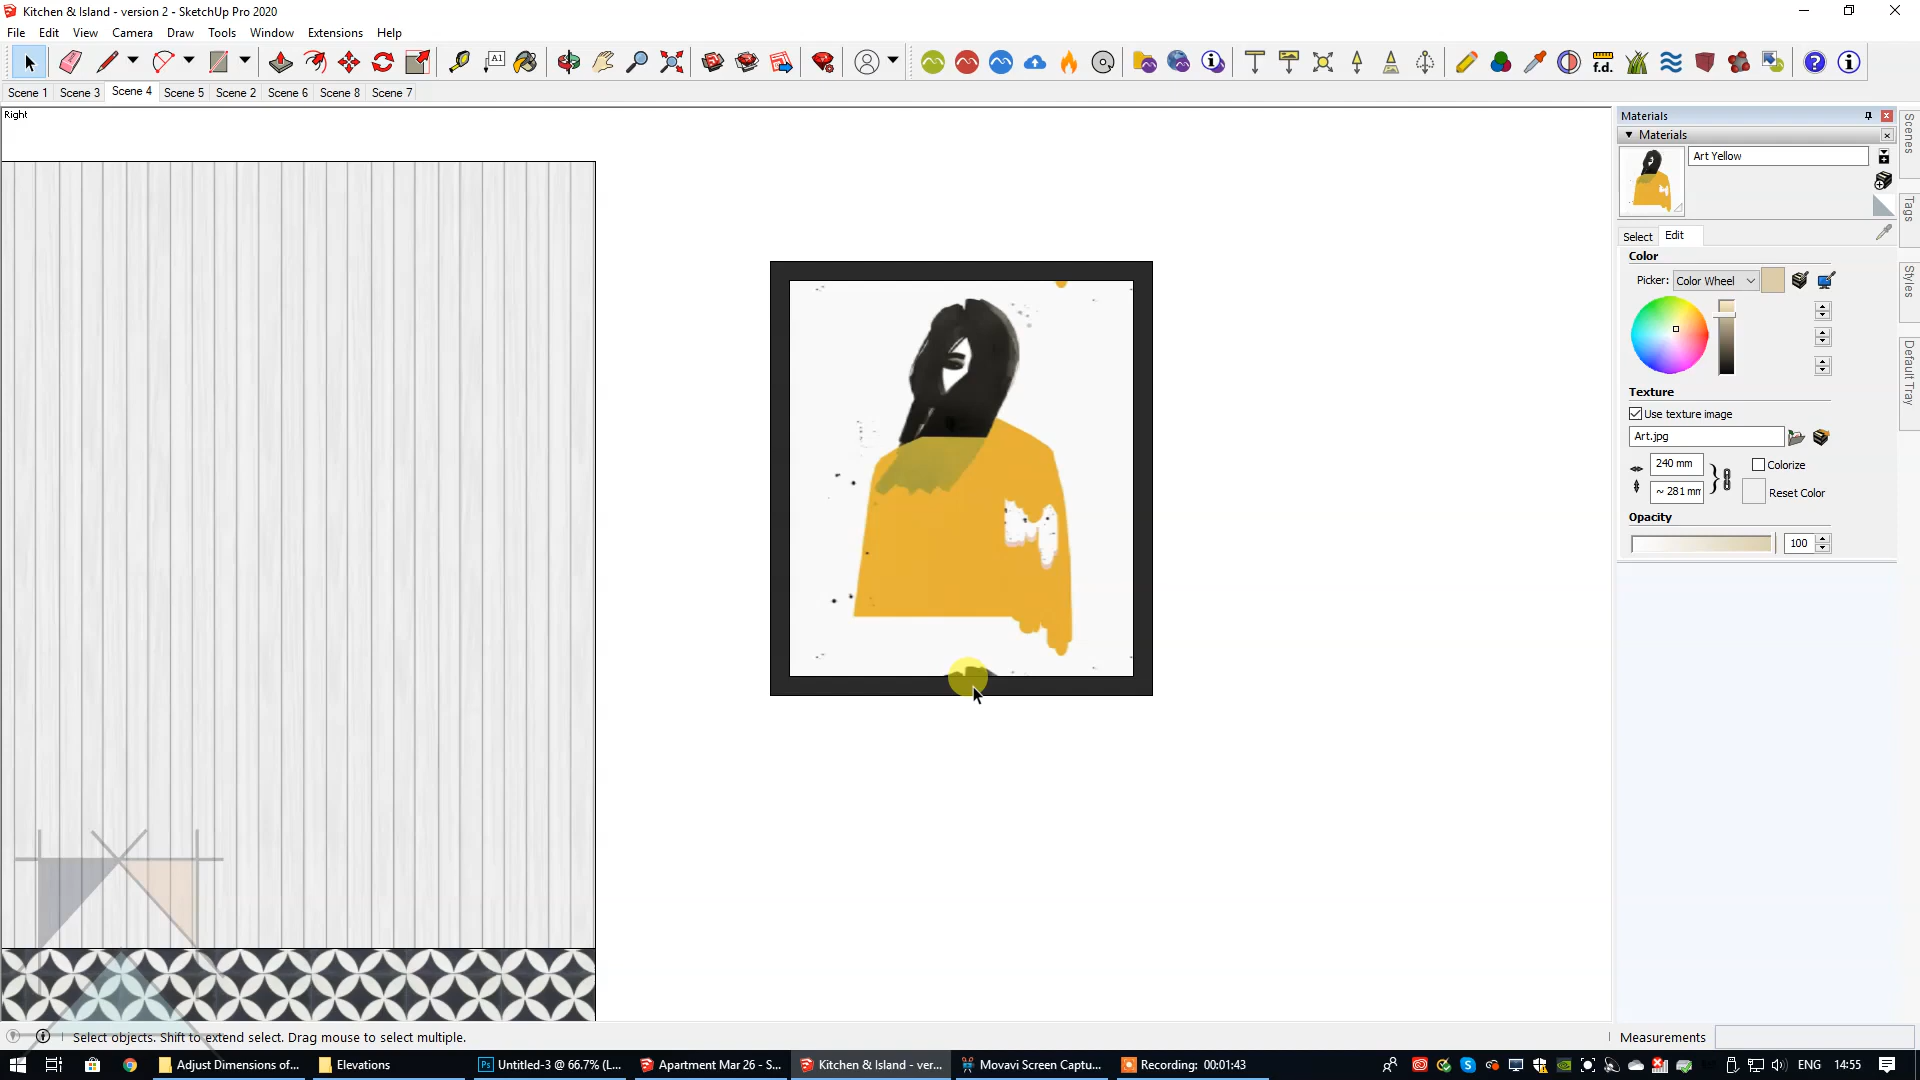 Kitchen & Island - version 2 - SketchUp Pro 2020
File Edit View Camera Draw Tools Window Extensions Help
A1
f.d.
Scene 1 Scene 3 Scene 4 Scene 5 Scene 2 Scene 6 Scene 8 Scene 7
Right
Materials
Materials
Art Yellow
Select Edit
Color
Picker: Color Wheel
Texture
Use texture image
Art.jpg
240 mm
Colorize
~ 281 mm
Reset Color
Opacity
100
Scenes
Tags
Styles
Default Tray
Select objects. Shift to extend select. Drag mouse to select multiple.
Measurements
Adjust Dimensions of...
Elevations
Untitled-3 @ 66.7% (L...
Apartment Mar 26 - S...
Kitchen & Island - ver...
Movavi Screen Captu...
Recording: 00:01:43
ENG 14:55